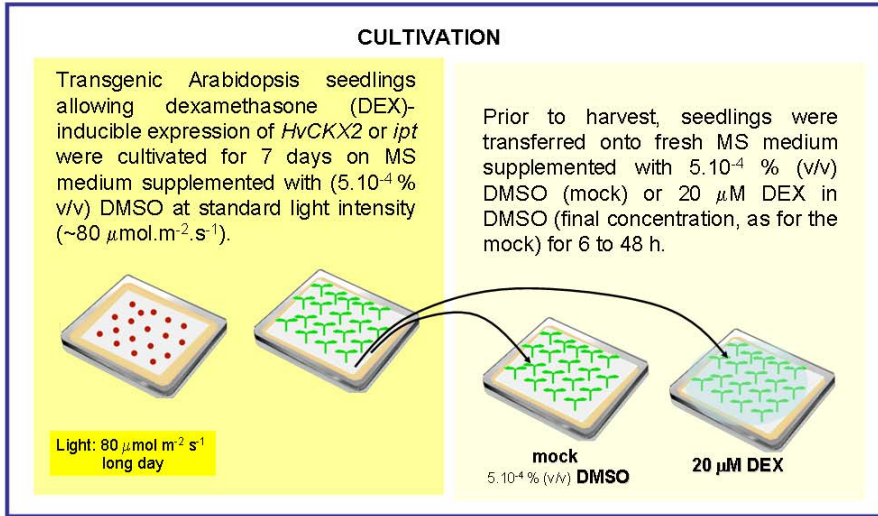 CULTIVATION
Transgenic Arabidopsis seedlings
allowing dexamethasone (DEX)-
inducible expression of HvCKX2 or ipt
were cultivated for 7 days on MS
medium supplemented with (5.10⁻⁴ %
v/v) DMSO at standard light intensity
(~80 µmol.m⁻².s⁻¹).
Light: 80 µmol m⁻² s⁻¹
long day
Prior to harvest, seedlings were
transferred onto fresh MS medium
supplemented with 5.10⁻⁴ % (v/v)
DMSO (mock) or 20 µM DEX in
DMSO (final concentration, as for the
mock) for 6 to 48 h.
mock
5.10⁻⁴ % (v/v) DMSO
20 µM DEX